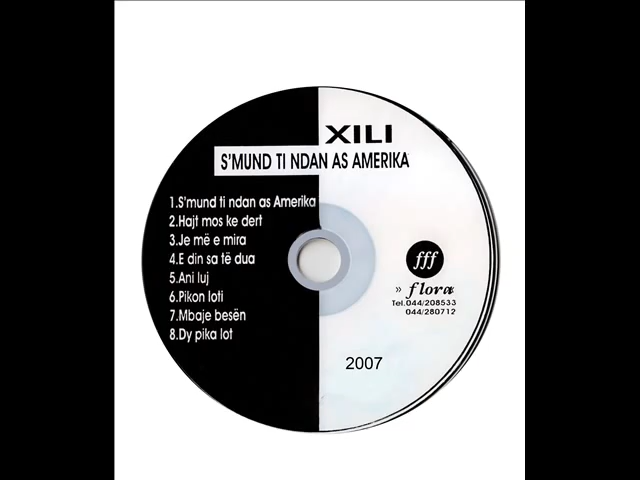 XILI
S'MUND TI NDAN AS AMERIKA
1.S'mund ti ndan as Amerika
2.Hajt mos ke dert
3.Je më e mira
4.E din sa të dua
5.Ani luj
6.Pikon loti
7.Mbaje besën
8.Dy pika lot
fff
» flora
Tel.044/208533
044/280712
2007